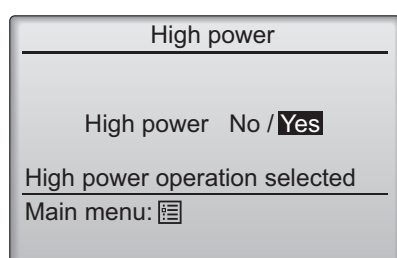 High power
High power No / Yes
High power operation selected
Main menu: